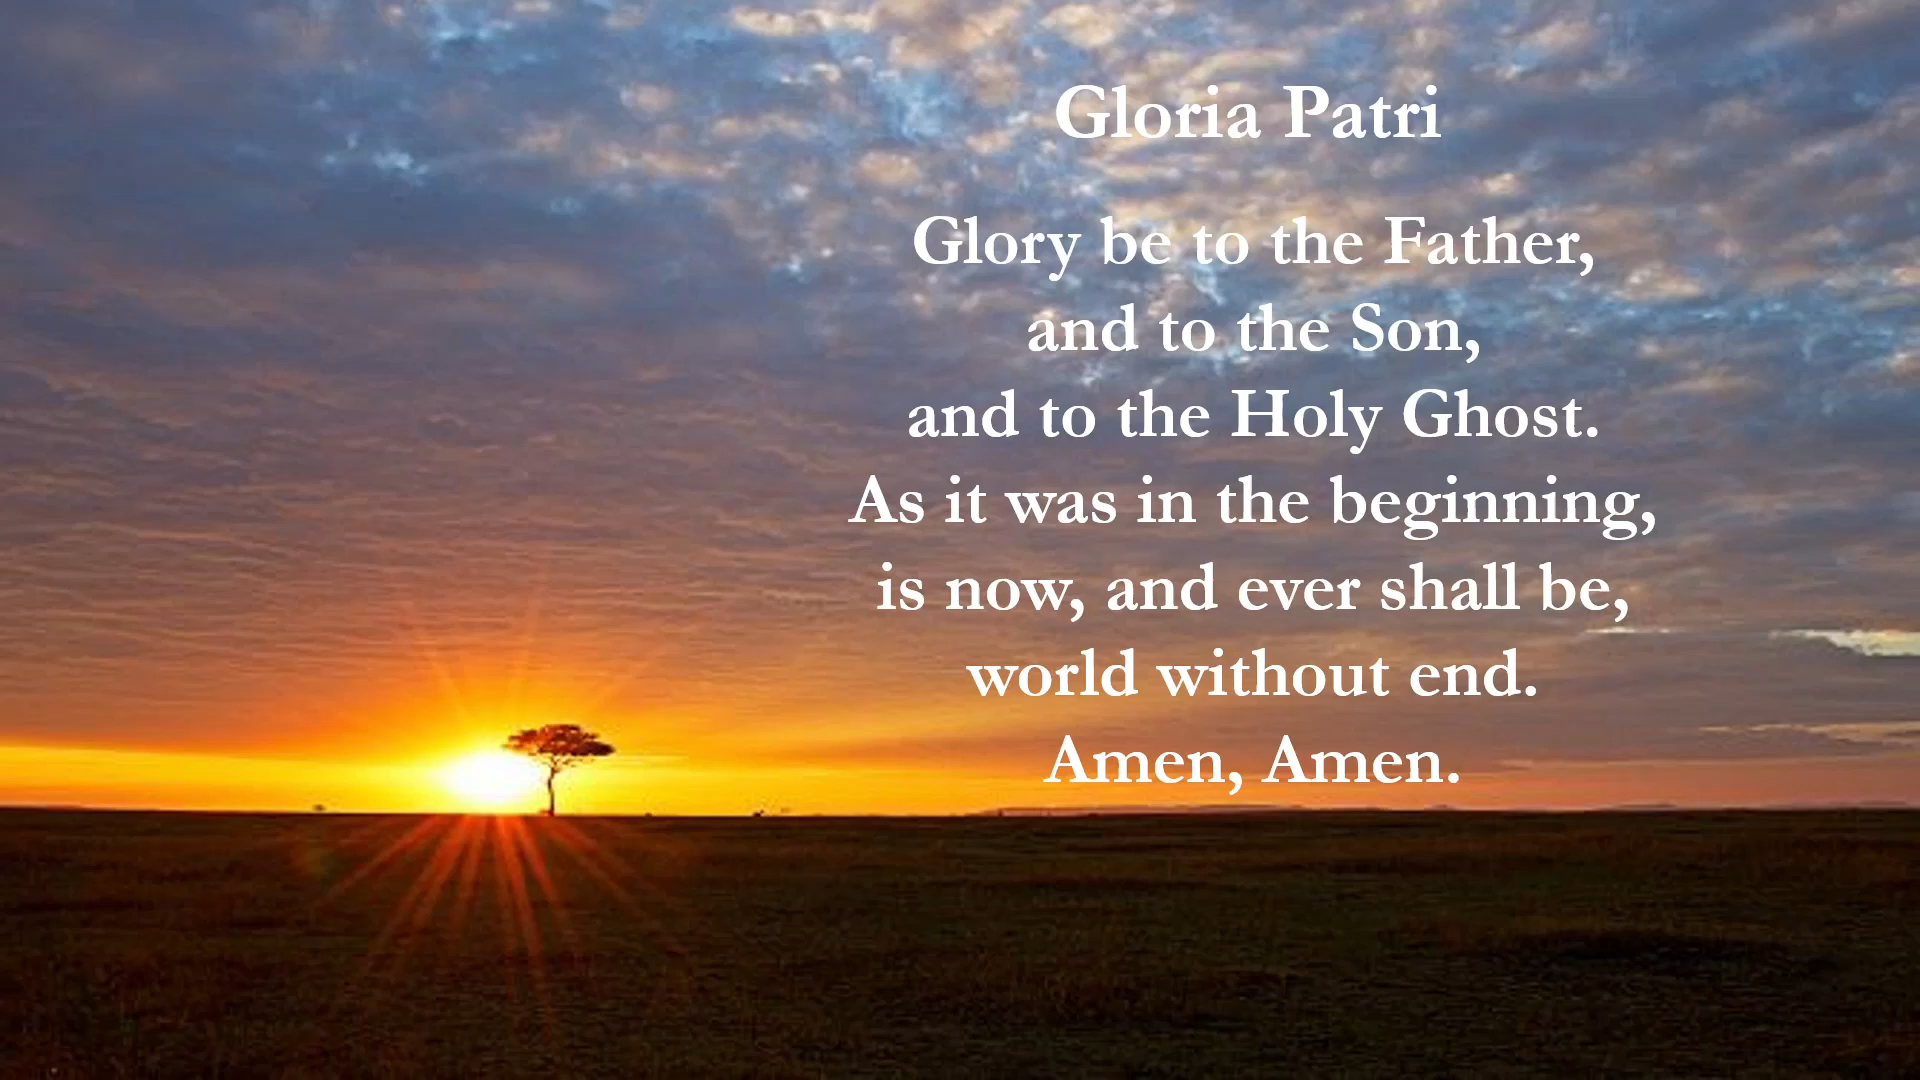 Gloria Patri
Glory be to the Father,
and to the Son,
and to the Holy Ghost.
As it was in the beginning,
is now, and ever shall be,
world without end.
Amen, Amen.